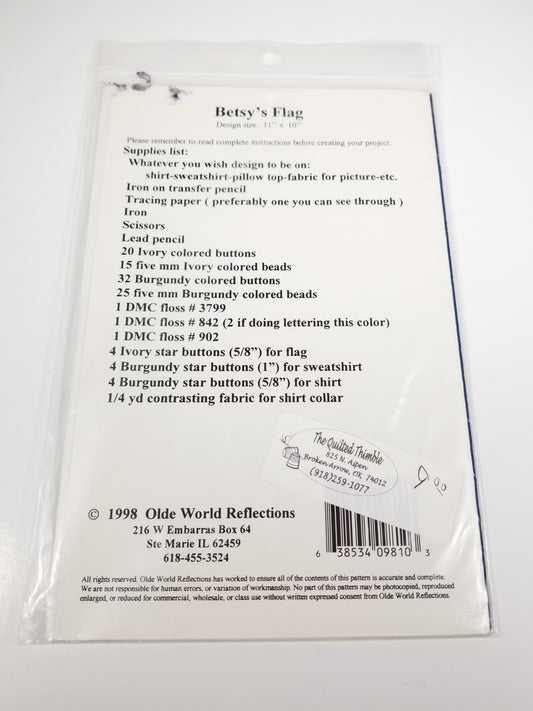 Betsy's Flag
Design size: 11" x 10"
Please remember to read complete instructions before creating your project.
Supplies list:
Whatever you wish design to be on:
shirt-sweatshirt-pillow top-fabric for picture-etc.
Iron on transfer pencil
Tracing paper ( preferably one you can see through )
Iron
Scissors
Lead pencil
20 Ivory colored buttons
15 five mm Ivory colored beads
32 Burgundy colored buttons
25 five mm Burgundy colored beads
1 DMC floss # 3799
1 DMC floss # 842 (2 if doing lettering this color)
1 DMC floss # 902
4 Ivory star buttons (5/8") for flag
4 Burgundy star buttons (1") for sweatshirt
4 Burgundy star buttons (5/8") for shirt
1/4 yd contrasting fabric for shirt collar
The Quilted Thimble
825 N. Aspen
Broken Arrow, OK 74012
(918)259-1077
9.00
© 1998 Olde World Reflections
216 W Embarras Box 64
Ste Marie IL 62459
618-455-3524
6 38534 09810 3
All rights reserved. Olde World Reflections has worked to ensure all of the contents of this pattern is accurate and complete.
We are not responsible for human errors, or variation of workmanship. No part of this pattern may be photocopied, reproduced
enlarged, or reduced for commercial, wholesale, or class use without written expressed consent from Olde World Reflections.